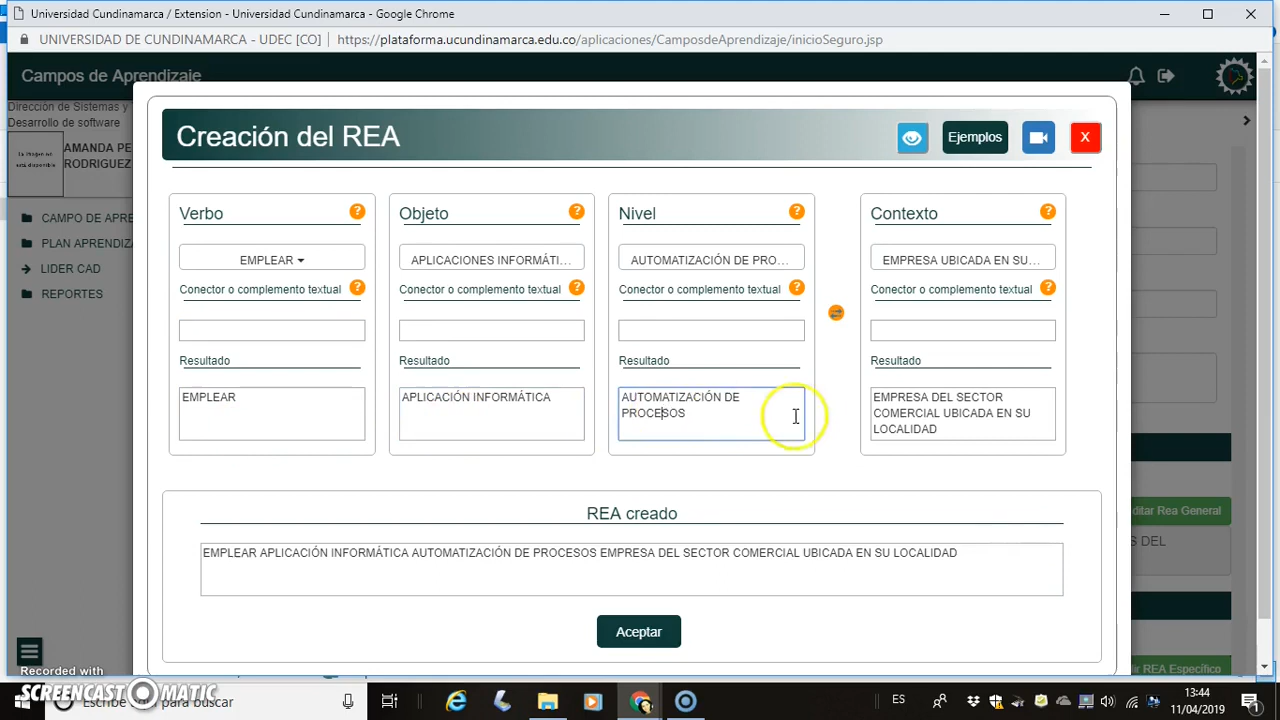 Universidad Cundinamarca / Extension - Universidad Cundinamarca - Google Chrome
UNIVERSIDAD DE CUNDINAMARCA - UDEC [CO] https://plataforma.ucundinamarca.edu.co/aplicaciones/CamposdeAprendizaje/inicioSeguro.jsp
Campos de Aprendizaje
Dirección de Sistemas y
Desarrollo de software
AMANDA PE
RODRIGUEZ
CAMPO DE APRE
PLAN APRENDIZA
LIDER CAD
REPORTES
Creación del REA
Ejemplos
X
Verbo ?
EMPLEAR
Conector o complemento textual ?
Resultado
EMPLEAR
Objeto ?
APLICACIONES INFORMÁTI...
Conector o complemento textual ?
Resultado
APLICACIÓN INFORMÁTICA
Nivel ?
AUTOMATIZACIÓN DE PRO...
Conector o complemento textual ?
Resultado
AUTOMATIZACIÓN DE
PROCESOS
Contexto ?
EMPRESA UBICADA EN SU...
Conector o complemento textual ?
Resultado
EMPRESA DEL SECTOR
COMERCIAL UBICADA EN SU
LOCALIDAD
REA creado
EMPLEAR APLICACIÓN INFORMÁTICA AUTOMATIZACIÓN DE PROCESOS EMPRESA DEL SECTOR COMERCIAL UBICADA EN SU LOCALIDAD
Aceptar
ditar Rea General
S DEL
ir REA Específico
Recorded with
SCREENCAST-O-MATIC
Escribe aquí para buscar
ES
13:44
11/04/2019